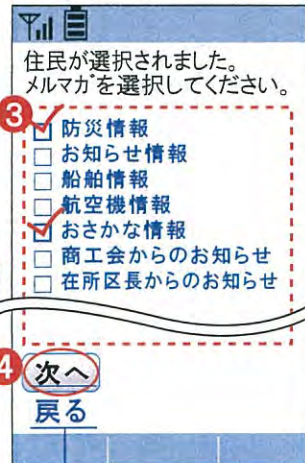 住民が選択されました。
メルマガを選択してください。
3
防災情報
お知らせ情報
船舶情報
航空機情報
おさかな情報
商工会からのお知らせ
在所区長からのお知らせ
4
次へ
戻る